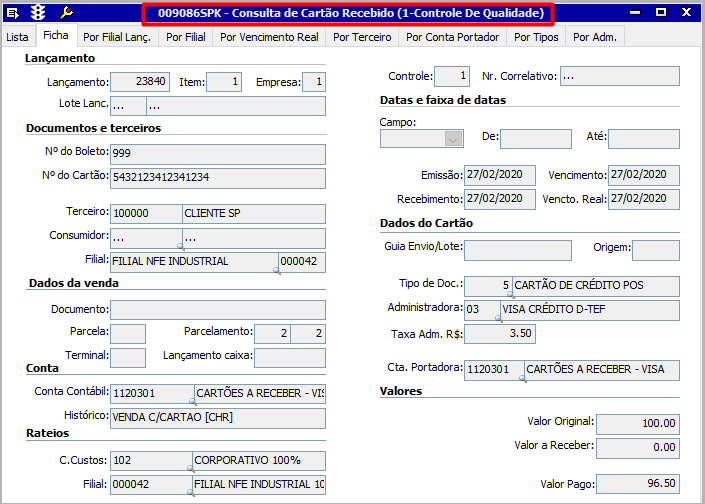 009086SPK - Consulta de Cartão Recebido (1-Controle De Qualidade)
Lista Ficha Por Filial Lanç. Por Filial Por Vencimento Real Por Terceiro Por Conta Portador Por Tipos Por Adm.
Lançamento
Lançamento: 23840 Item: 1 Empresa: 1
Lote Lanc. ... ...
Documentos e terceiros
Nº do Boleto: 999
Nº do Cartão: 5432123412341234
Terceiro: 100000 CLIENTE SP
Consumidor: ... ...
Filial: FILIAL NFE INDUSTRIAL 000042
Dados da venda
Documento:
Parcela: Parcelamento: 2 2
Terminal: Lançamento caixa:
Conta
Conta Contábil: 1120301 CARTÕES A RECEBER - VIS
Histórico: VENDA C/CARTAO [CHR]
Rateios
C.Custos: 102 CORPORATIVO 100%
Filial: 000042 FILIAL NFE INDUSTRIAL 10
Controle: 1 Nr. Correlativo: ...
Datas e faixa de datas
Campo:
De: Até:
Emissão: 27/02/2020 Vencimento: 27/02/2020
Recebimento: 27/02/2020 Vencto. Real: 27/02/2020
Dados do Cartão
Guia Envio/Lote: Origem:
Tipo de Doc.: 5 CARTÃO DE CRÉDITO POS
Administradora: 03 VISA CRÉDITO D-TEF
Taxa Adm. R$: 3.50
Cta. Portadora: 1120301 CARTÕES A RECEBER - VISA
Valores
Valor Original: 100.00
Valor a Receber: 0.00
Valor Pago: 96.50